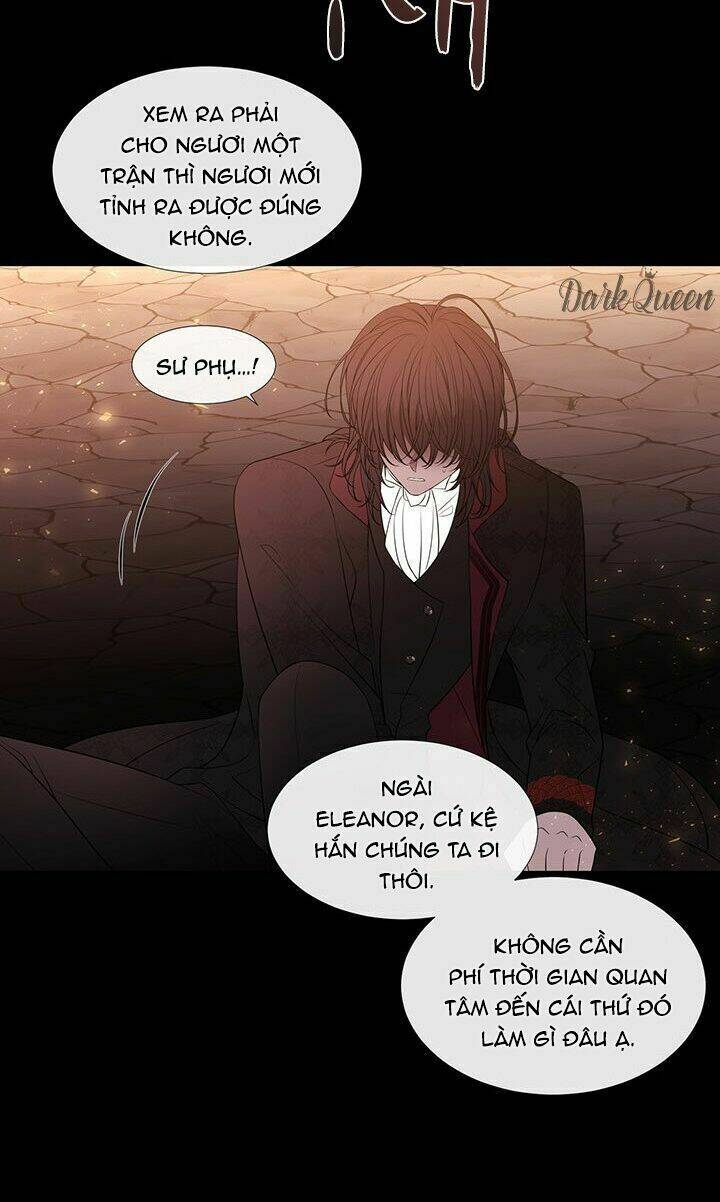 XEM RA PHẢI
CHO NGƯƠI MỘT
TRẬN THÌ NGƯƠI MỚI
TỈNH RA ĐƯỢC ĐÚNG
KHÔNG.
DarkQueen
SƯ PHỤ...!
NGÀI
ELEANOR, CỨ KỆ
HẮN CHÚNG TA ĐI
THÔI.
KHÔNG CẦN
PHÍ THỜI GIAN QUAN
TÂM ĐẾN CÁI THỨ ĐÓ
LÀM GÌ ĐÂU Ạ.